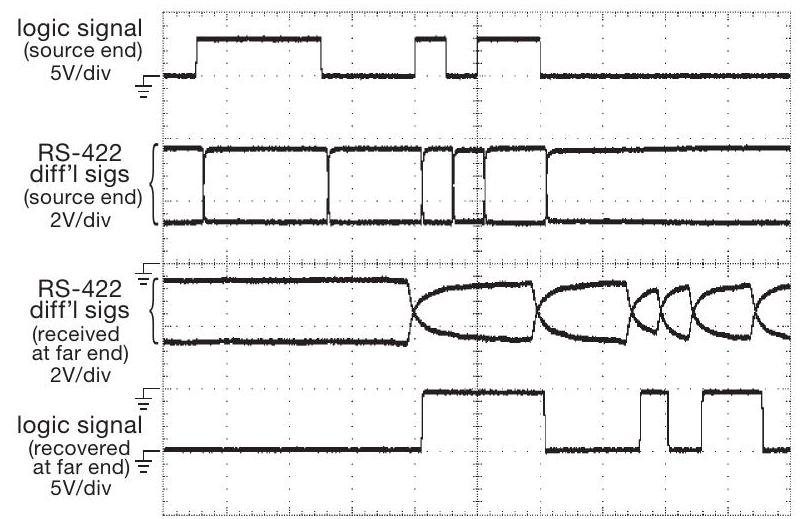 logic signal
(source end)
5V/div
RS-422
diff’l sigs
(source end)
2V/div
RS-422
diff’l sigs
(received
at far end)
2V/div
logic signal
(recovered
at far end)
5V/div